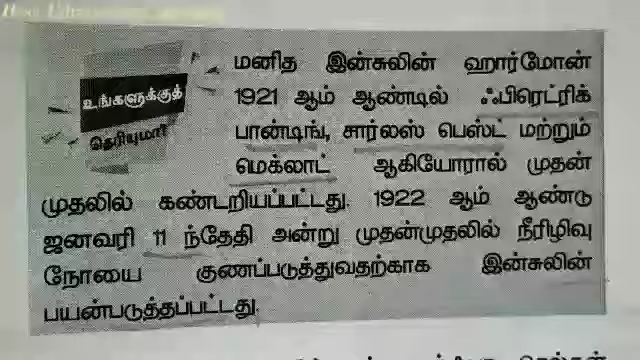 உங்களுக்குத்
தெரியுமா?
மனித இன்சுலின் ஹார்மோன்
1921 ஆம் ஆண்டில் ஃபிரெட்ரிக்
பாண்டிங், சார்லஸ் பெஸ்ட் மற்றும்
மெக்லாட் ஆகியோரால் முதன்
முதலில் கண்டறியப்பட்டது. 1922 ஆம் ஆண்டு
ஜனவரி 11 ந்தேதி அன்று முதன்முதலில் நீரிழிவு
நோயை குணப்படுத்துவதற்காக இன்சுலின்
பயன்படுத்தப்பட்டது.